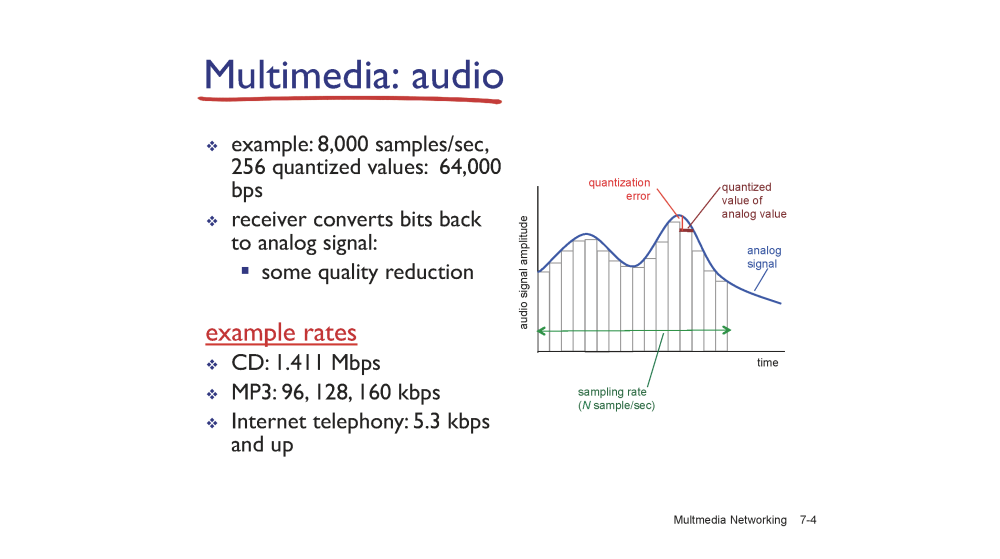 Multimedia: audio
example: 8,000 samples/sec,
256 quantized values: 64,000
bps
receiver converts bits back
to analog signal:
some quality reduction
example rates
CD: 1.411 Mbps
MP3: 96, 128, 160 kbps
Internet telephony: 5.3 kbps
and up
quantization
error
quantized
value of
analog value
analog
signal
audio signal amplitude
time
sampling rate
(N sample/sec)
Multmedia Networking 7-4